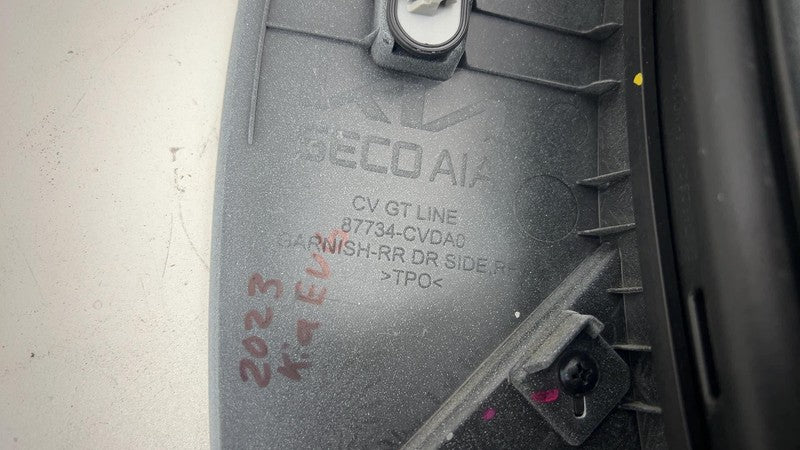 SECO AIA
CV GT LINE
87734-CVDA0
GARNISH-RR DR SIDE,RH
>TPO<
2023
Kia EV6